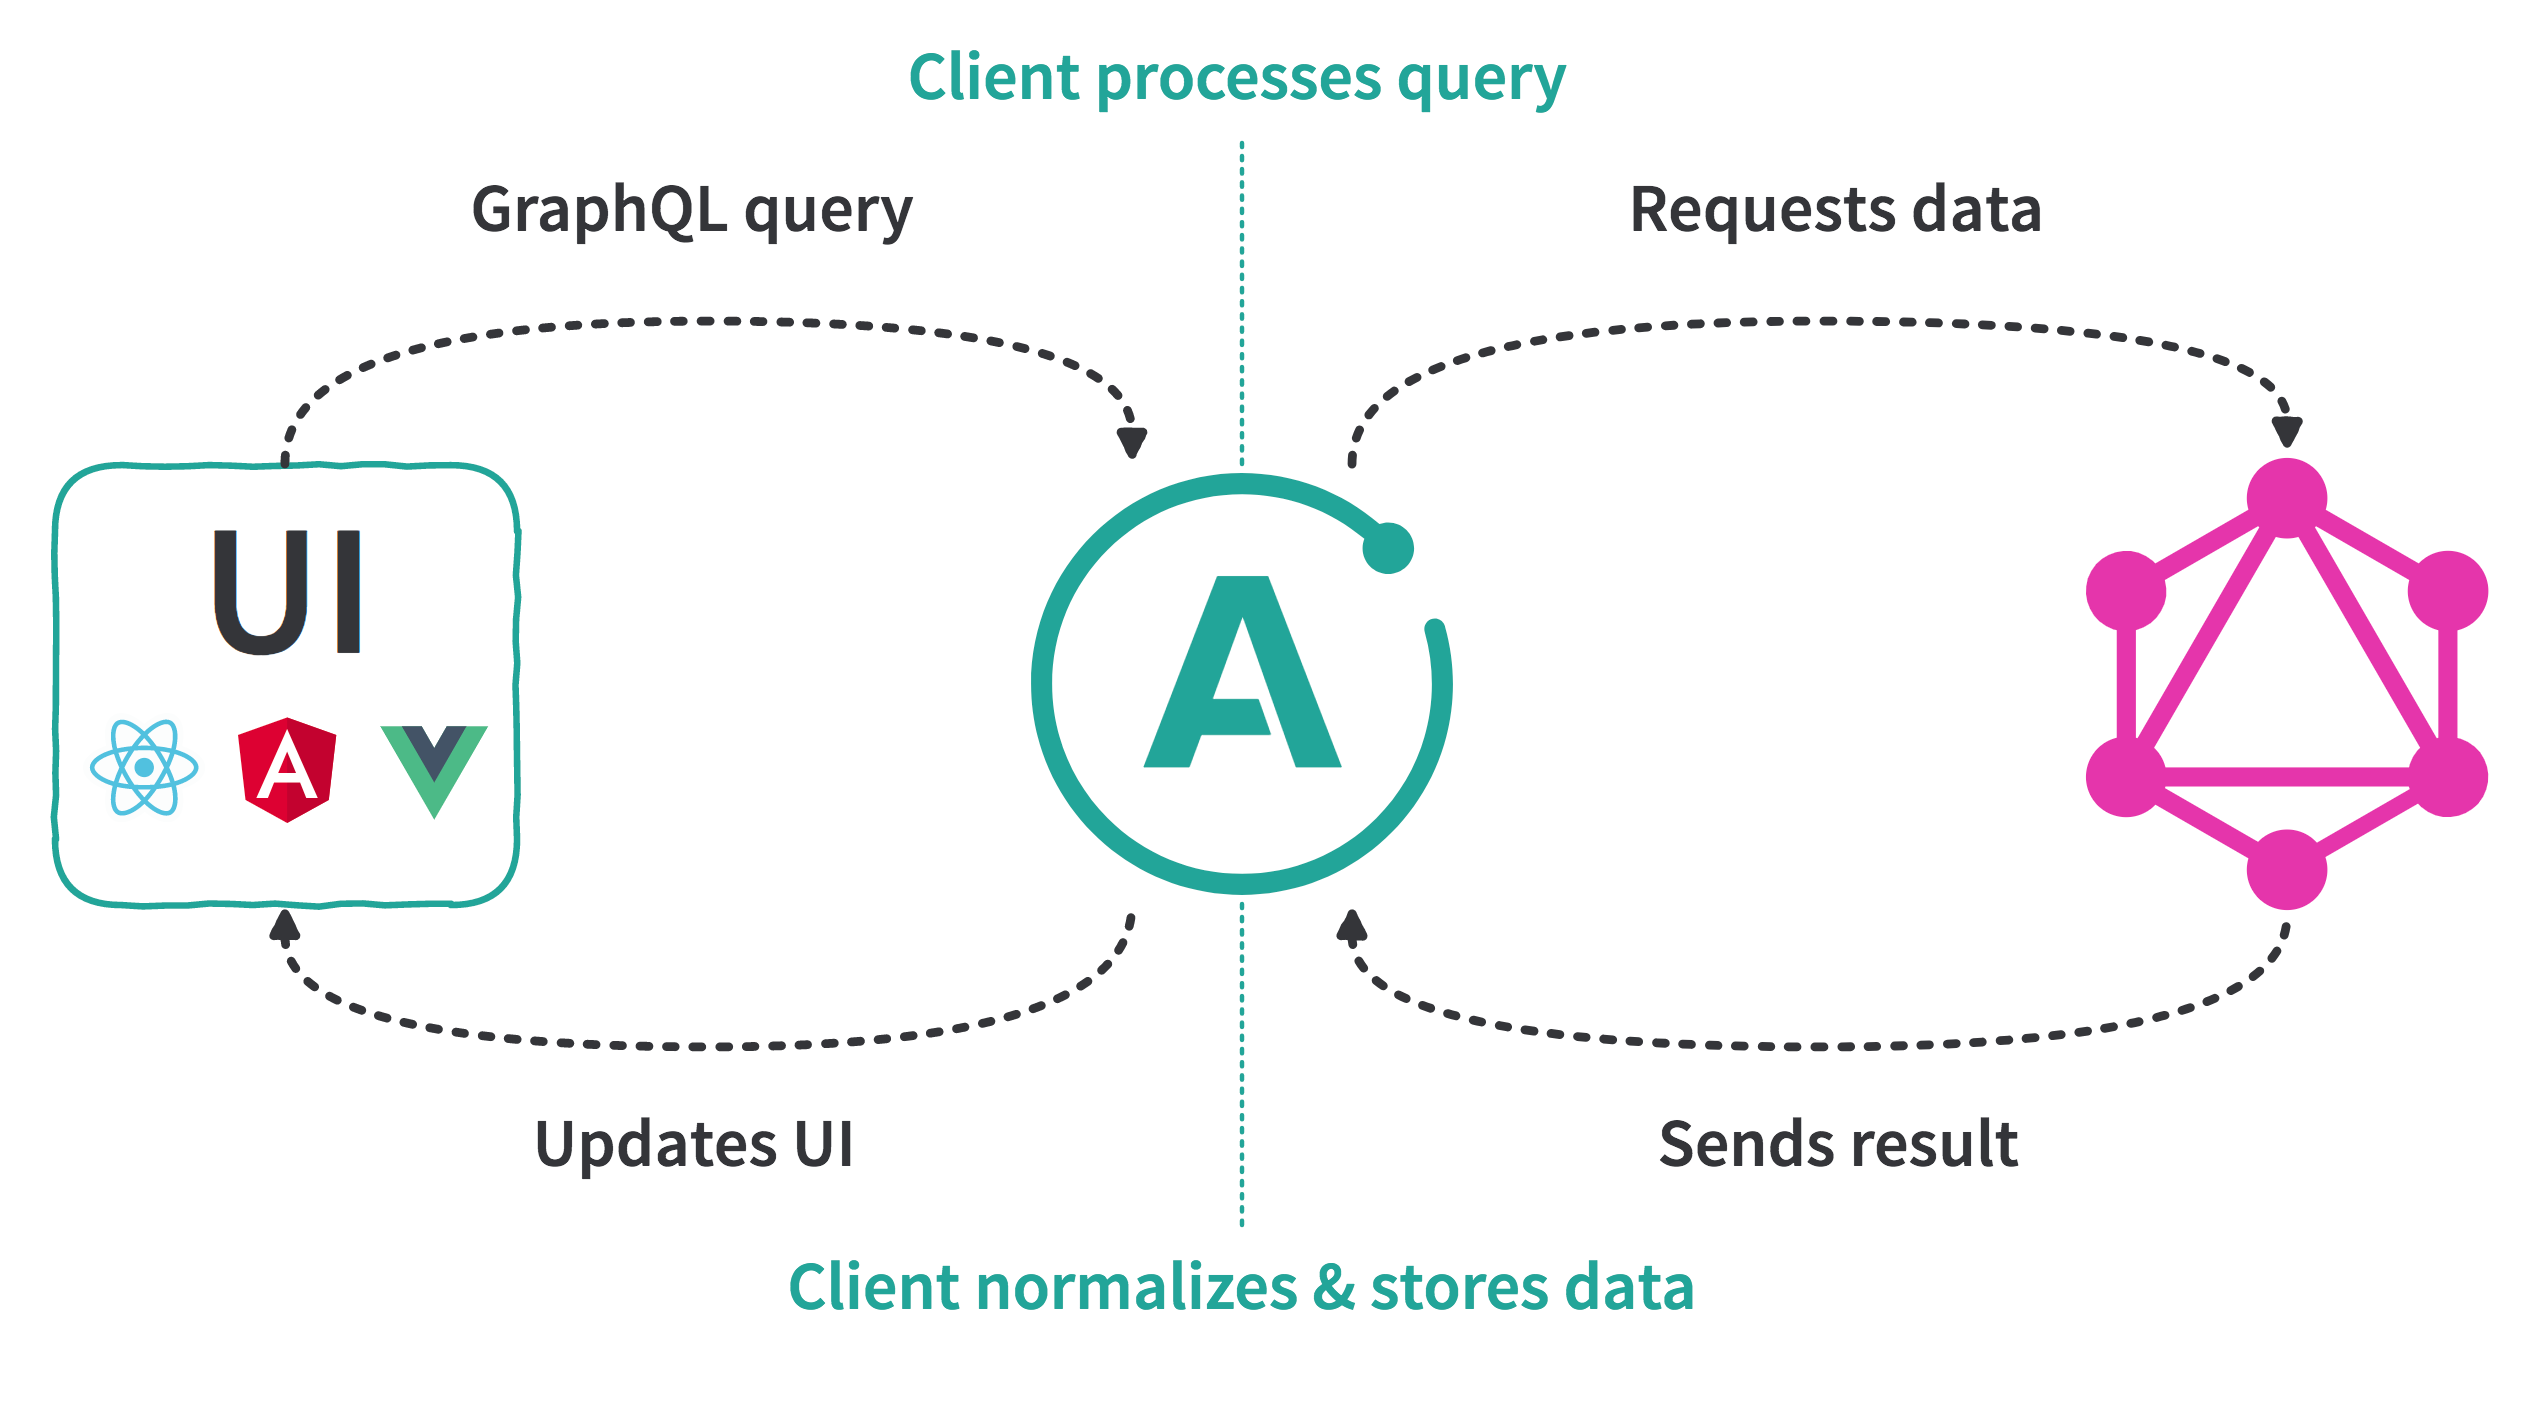 Client processes query
GraphQL query
Requests data
UI
A
A
Updates UI
Sends result
Client normalizes & stores data